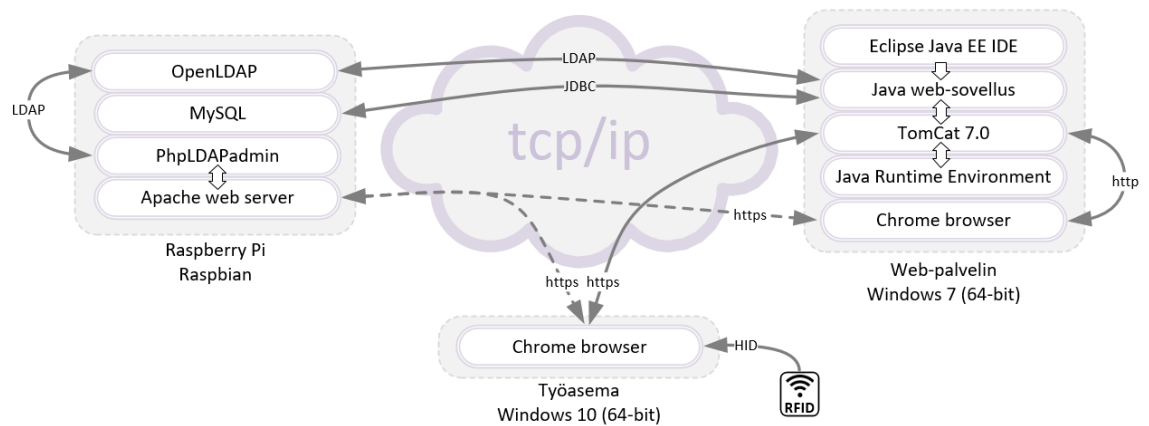 OpenLDAP
MySQL
PhpLDAPadmin
Apache web server
LDAP
Raspberry Pi
Raspbian
LDAP
JDBC
tcp/ip
https
https
https
Eclipse Java EE IDE
Java web-sovellus
TomCat 7.0
Java Runtime Environment
Chrome browser
http
Web-palvelin
Windows 7 (64-bit)
Chrome browser
HID
RFID
Työasema
Windows 10 (64-bit)